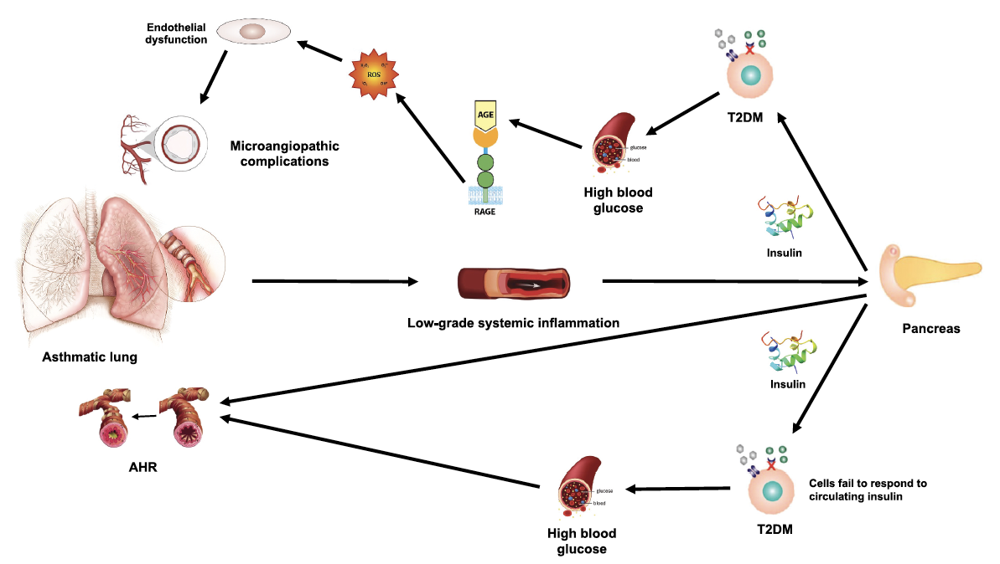 Endothelial
dysfunction
ROS
AGE
RAGE
T2DM
glucose
blood
High blood
glucose
Microangiopathic
complications
Insulin
Low-grade systemic inflammation
Pancreas
Asthmatic lung
Insulin
AHR
glucose
blood
High blood
glucose
Cells fail to respond to
circulating insulin
T2DM